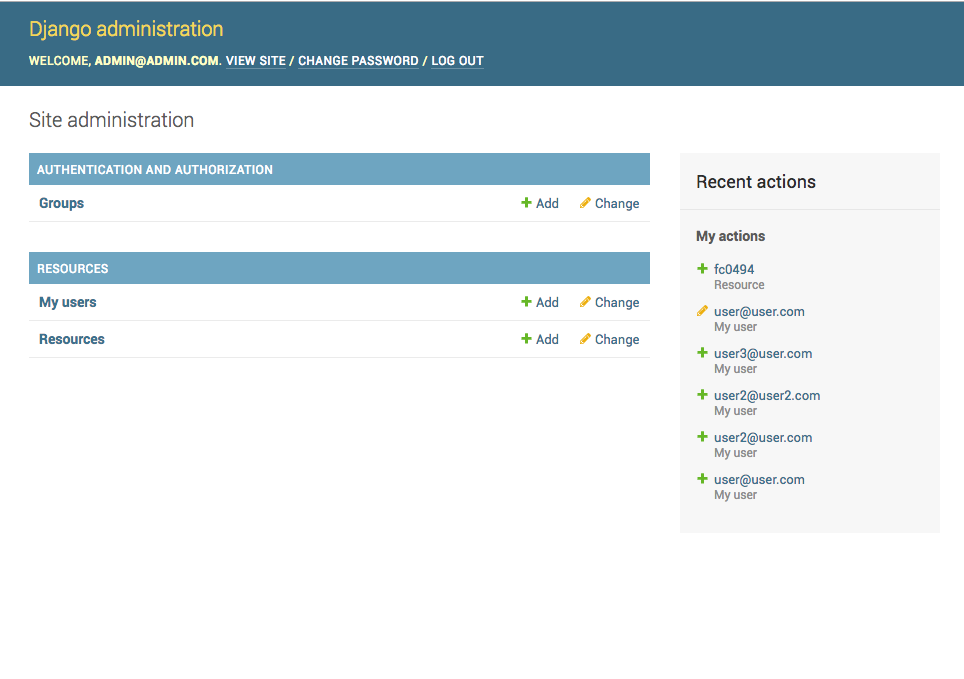 Django administration
WELCOME, ADMIN@ADMIN.COM. VIEW SITE / CHANGE PASSWORD / LOG OUT
Site administration
AUTHENTICATION AND AUTHORIZATION
Groups Add Change
RESOURCES
My users Add Change
Resources Add Change
Recent actions
My actions
fc0494
Resource
user@user.com
My user
user3@user.com
My user
user2@user2.com
My user
user2@user.com
My user
user@user.com
My user